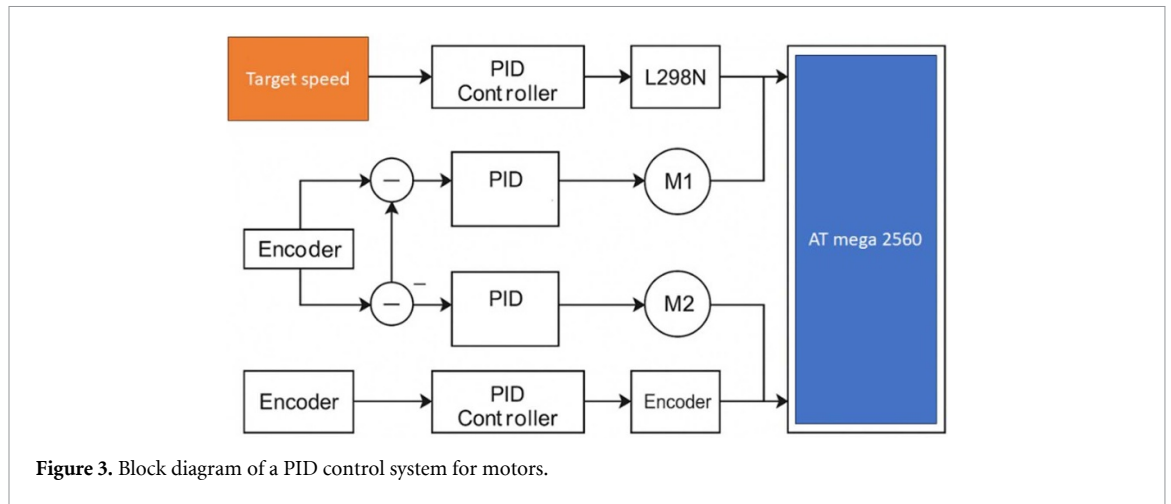 Target speed
PID
Controller
L298N
−
PID
M1
Encoder
AT mega 2560
−
−
PID
M2
Encoder
PID
Controller
Encoder
Figure 3. Block diagram of a PID control system for motors.